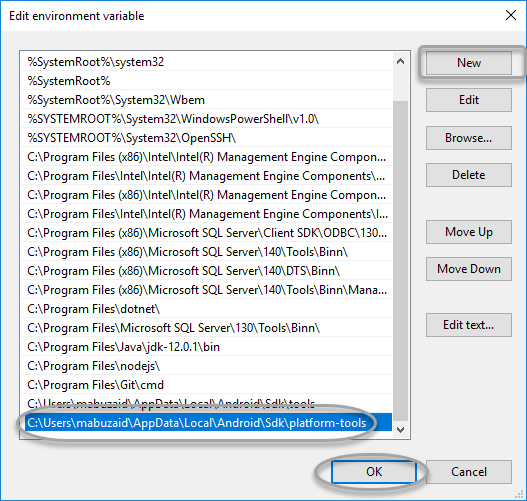 Edit environment variable
%SystemRoot%\system32
%SystemRoot%
%SystemRoot%\System32\Wbem
%SYSTEMROOT%\System32\WindowsPowerShell\v1.0\
%SYSTEMROOT%\System32\OpenSSH\
C:\Program Files (x86)\Intel\Intel(R) Management Engine Compon...
C:\Program Files (x86)\Intel\Intel(R) Management Engine Components\...
C:\Program Files (x86)\Intel\Intel(R) Management Engine Compone...
C:\Program Files (x86)\Intel\Intel(R) Management Engine Components\I...
C:\Program Files (x86)\Microsoft SQL Server\Client SDK\ODBC\130...
C:\Program Files (x86)\Microsoft SQL Server\140\Tools\Binn\
C:\Program Files (x86)\Microsoft SQL Server\140\DTS\Binn\
C:\Program Files (x86)\Microsoft SQL Server\140\Tools\Binn\Mana...
C:\Program Files\dotnet\
C:\Program Files\Microsoft SQL Server\130\Tools\Binn\
C:\Program Files\Java\jdk-12.0.1\bin
C:\Program Files\nodejs\
C:\Program Files\Git\cmd
C:\Users\mabuzaid\AppData\Local\Android\Sdk\tools
C:\Users\mabuzaid\AppData\Local\Android\Sdk\platform-tools
New
Edit
Browse...
Delete
Move Up
Move Down
Edit text...
OK
Cancel